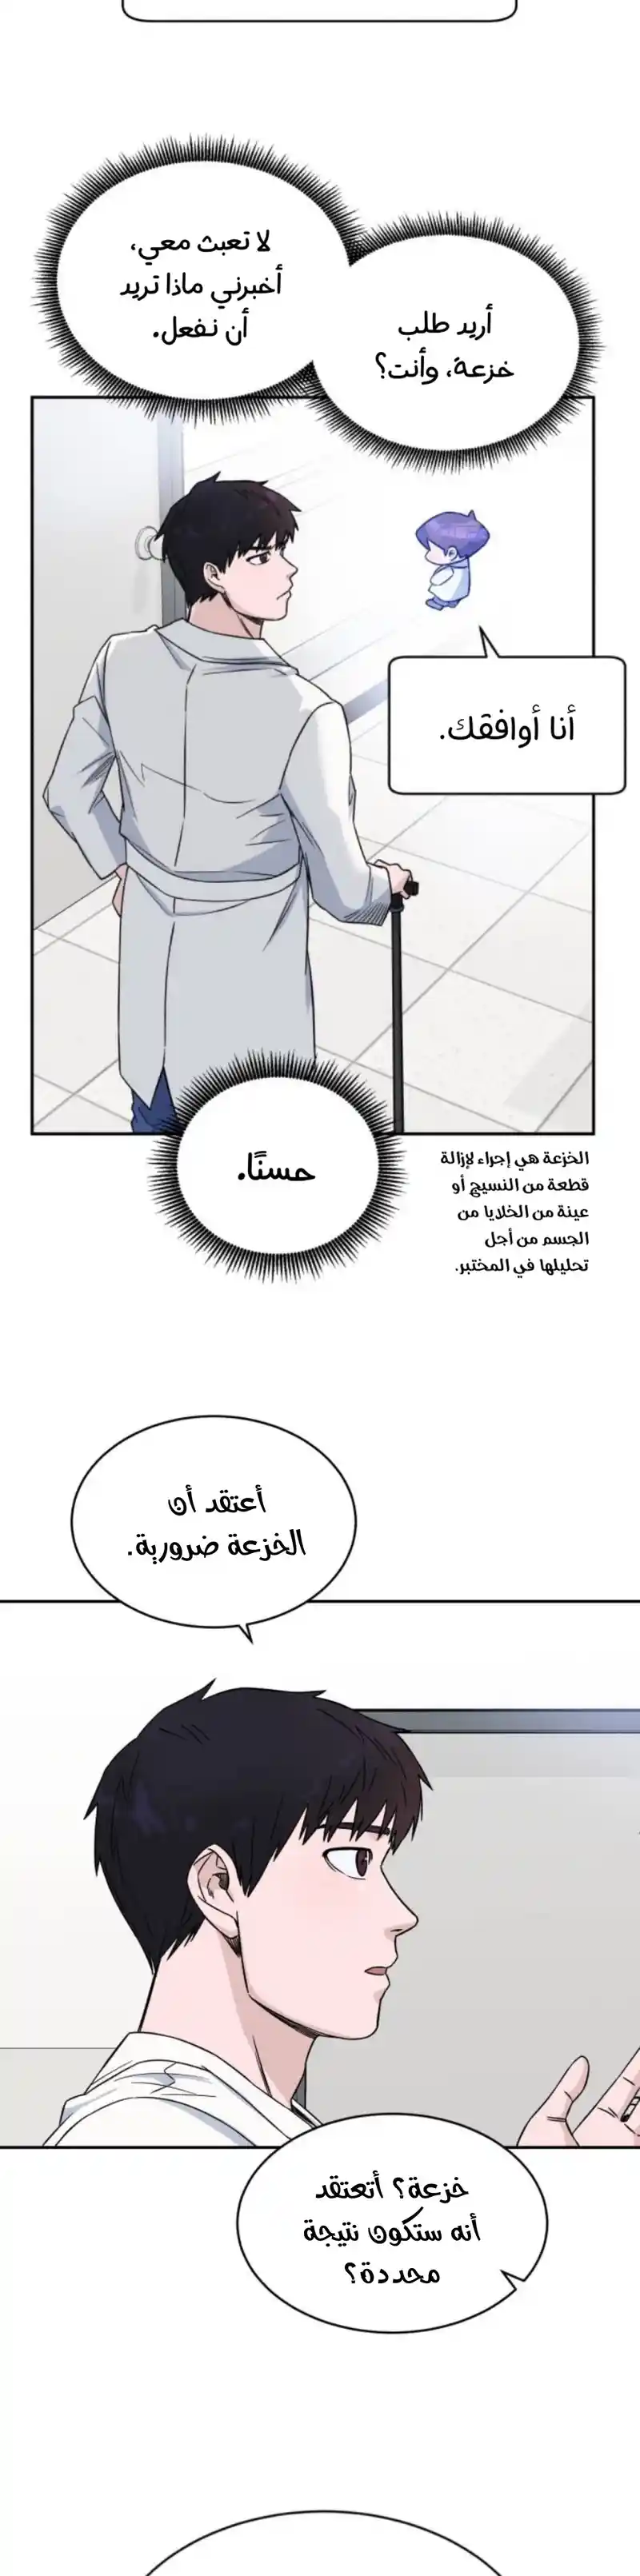 لا تعبث معي،
أخبرني ماذا تريد
أن نفعل.
أريد طلب
خزعة، وأنت؟
أنا أوافقك.
حسنًا.
الخزعة هي إجراء لإزالة
قطعة من النسيج أو
عينة من الخلايا من
الجسم من أجل
تحليلها في المختبر.
أعتقد أن
الخزعة ضرورية.
خزعة؟ أتعتقد
أنه ستكون نتيجة
محددة؟